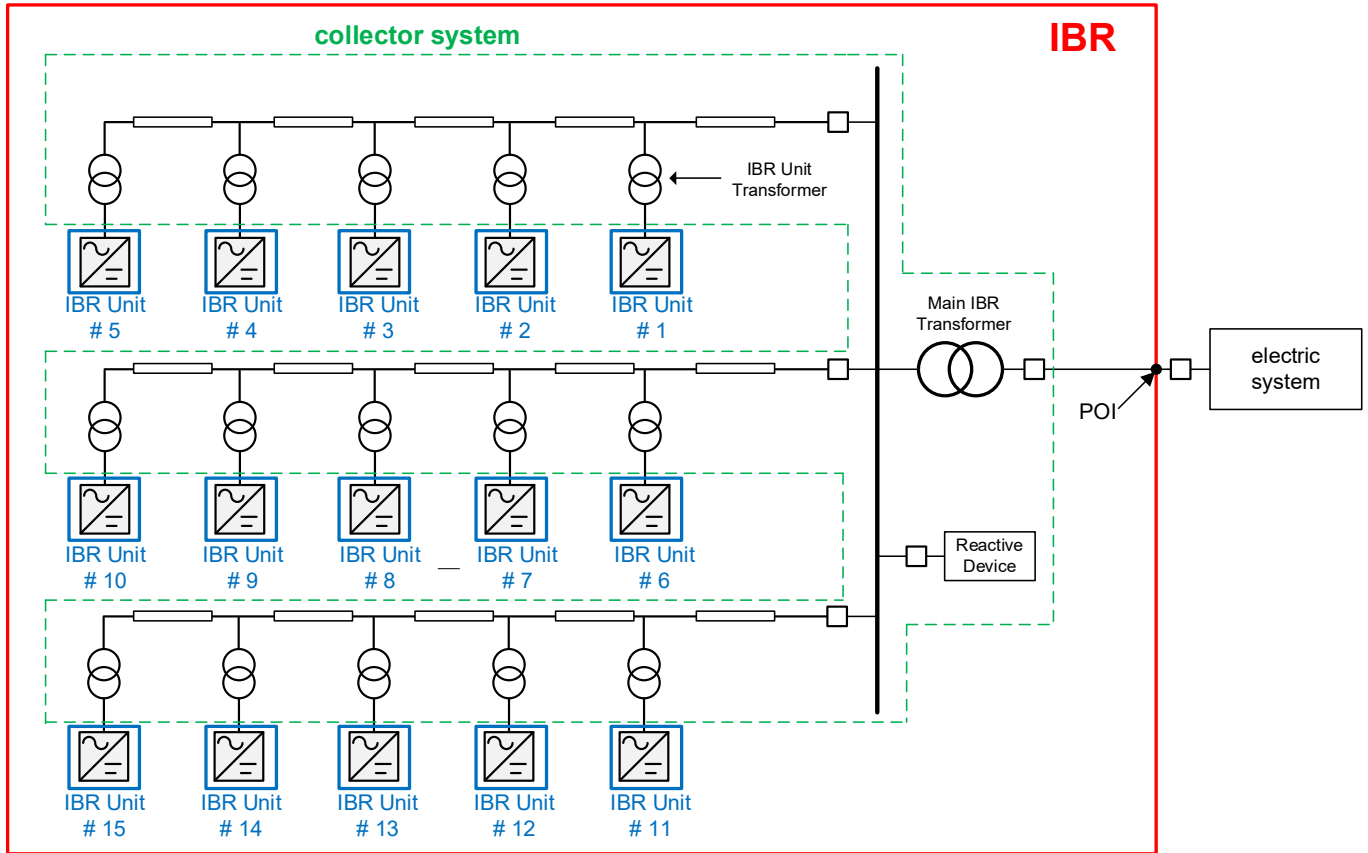 collector system
IBR
IBR Unit
Transformer
IBR Unit
# 5
IBR Unit
# 4
IBR Unit
# 3
IBR Unit
# 2
IBR Unit
# 1
Main IBR
Transformer
electric
system
POI
IBR Unit
# 10
IBR Unit
# 9
IBR Unit
# 8
IBR Unit
# 7
IBR Unit
# 6
Reactive
Device
IBR Unit
# 15
IBR Unit
# 14
IBR Unit
# 13
IBR Unit
# 12
IBR Unit
# 11